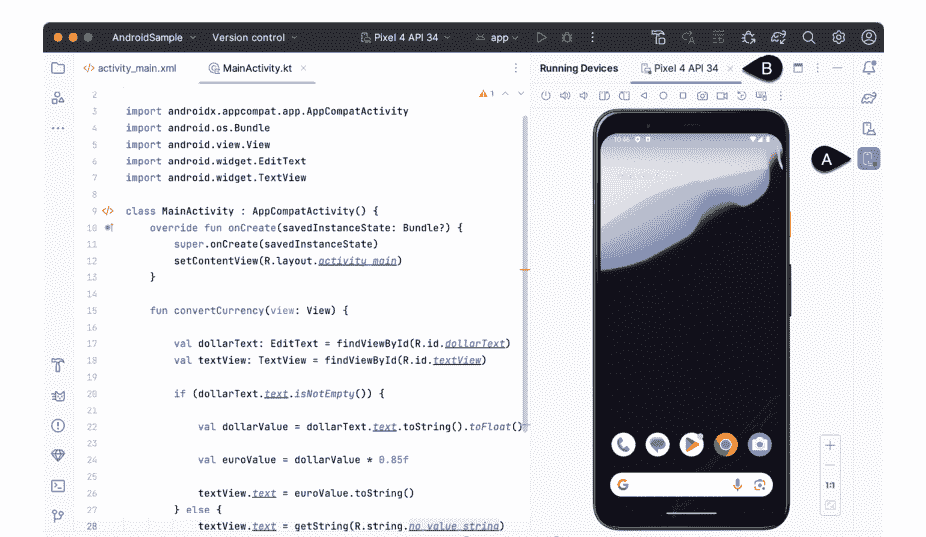 AndroidSample Version control Pixel 4 API 34 app
activity_main.xml MainActivity.kt Running Devices Pixel 4 API 34 B
1
2
3 import androidx.appcompat.app.AppCompatActivity
4 import android.os.Bundle
5 import android.view.View
6 import android.widget.EditText
7 import android.widget.TextView
8
9 class MainActivity : AppCompatActivity() {
10 override fun onCreate(savedInstanceState: Bundle?) {
11 super.onCreate(savedInstanceState)
12 setContentView(R.layout.activity_main)
13 }
14
15 fun convertCurrency(view: View) {
16
17 val dollarText: EditText = findViewById(R.id.dollarText)
18 val textView: TextView = findViewById(R.id.textView)
19
20 if (dollarText.text.isNotEmpty()) {
21
22 val dollarValue = dollarText.text.toString().toFloat()
23
24 val euroValue = dollarValue * 0.85f
25
26 textView.text = euroValue.toString()
27 } else {
28 textView.text = getString(R.string.no_value_string)
A
G
1:1